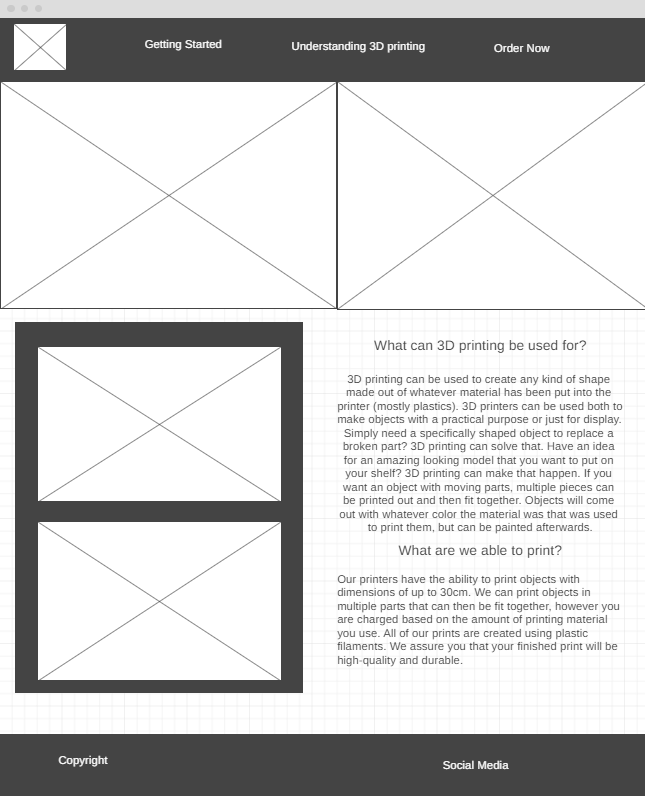 Getting Started
Understanding 3D printing
Order Now
What can 3D printing be used for?
3D printing can be used to create any kind of shape
made out of whatever material has been put into the
printer (mostly plastics). 3D printers can be used both to
make objects with a practical purpose or just for display.
Simply need a specifically shaped object to replace a
broken part? 3D printing can solve that. Have an idea
for an amazing looking model that you want to put on
your shelf? 3D printing can make that happen. If you
want an object with moving parts, multiple pieces can
be printed out and then fit together. Objects will come
out with whatever color the material was that was used
to print them, but can be painted afterwards.
What are we able to print?
Our printers have the ability to print objects with
dimensions of up to 30cm. We can print objects in
multiple parts that can then be fit together, however you
are charged based on the amount of printing material
you use. All of our prints are created using plastic
filaments. We assure you that your finished print will be
high-quality and durable.
Copyright
Social Media